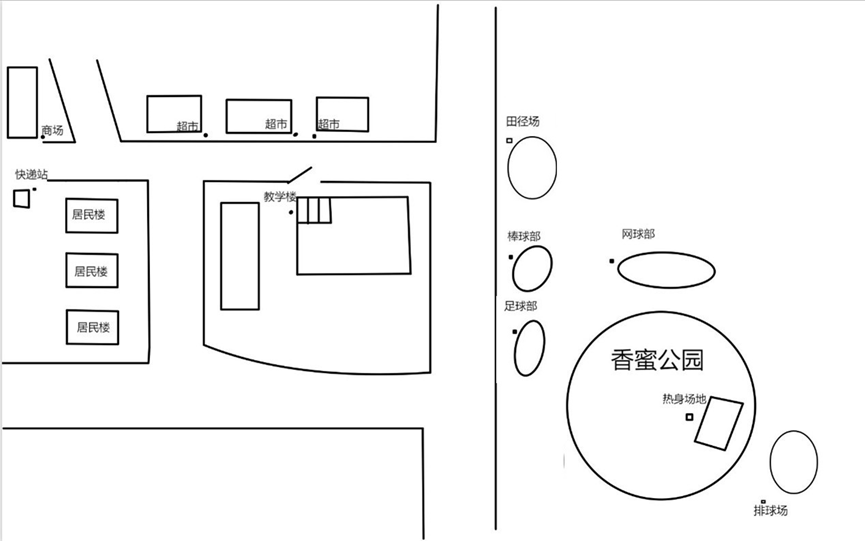 田径场
商场
超市
超市
超市
快递站
教学楼
居民楼
棒球部
网球部
居民楼
足球部
居民楼
香蜜公园
热身场地
排球场